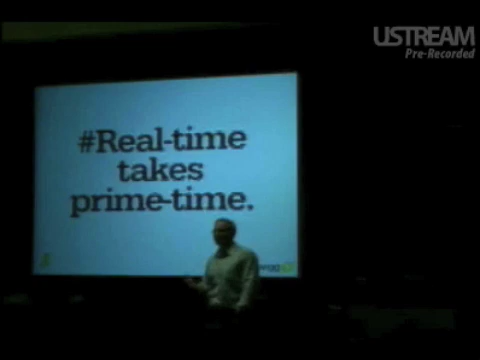 USTREAM
Pre-Recorded
#Real-time
takes
prime-time.